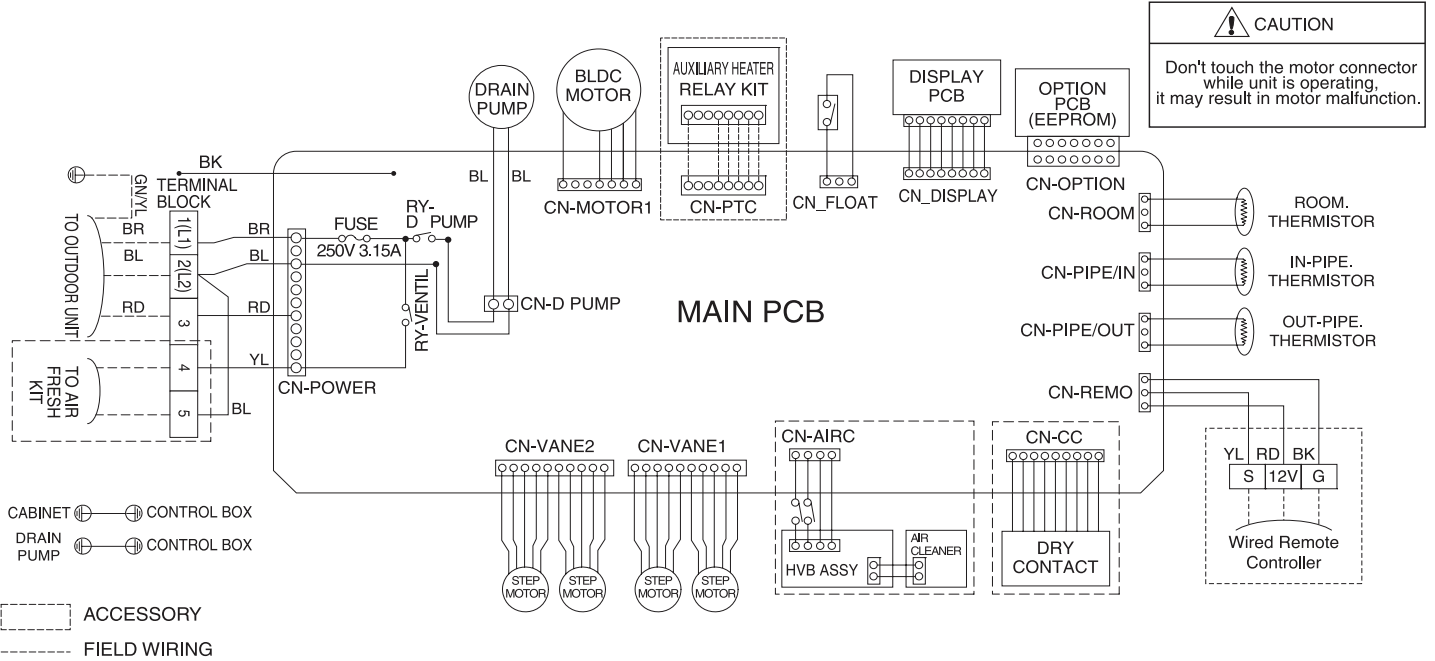 CAUTION
Don't touch the motor connector
while unit is operating,
it may result in motor malfunction.
DRAIN
PUMP
BLDC
MOTOR
AUXILIARY HEATER
RELAY KIT
DISPLAY
PCB
OPTION
PCB
(EEPROM)
BL
BL
CN-MOTOR1
CN-PTC
CN_FLOAT
CN_DISPLAY
CN-OPTION
BK
GN/YL
TERMINAL
BLOCK
TO OUTDOOR UNIT
BR
BL
RD
1(L1)
2(L2)
3
4
5
BR
BL
RD
YL
BL
TO AIR
FRESH
KIT
FUSE
250V 3.15A
RY-
D PUMP
RY-VENTIL
CN-D PUMP
CN-POWER
MAIN PCB
CN-ROOM
ROOM.
THERMISTOR
CN-PIPE/IN
IN-PIPE.
THERMISTOR
CN-PIPE/OUT
OUT-PIPE.
THERMISTOR
CN-REMO
YL RD BK
S 12V G
Wired Remote
Controller
CN-VANE2
CN-VANE1
CN-AIRC
CN-CC
STEP
MOTOR
STEP
MOTOR
STEP
MOTOR
STEP
MOTOR
HVB ASSY
AIR
CLEANER
DRY
CONTACT
CABINET CONTROL BOX
DRAIN
PUMP CONTROL BOX
ACCESSORY
FIELD WIRING